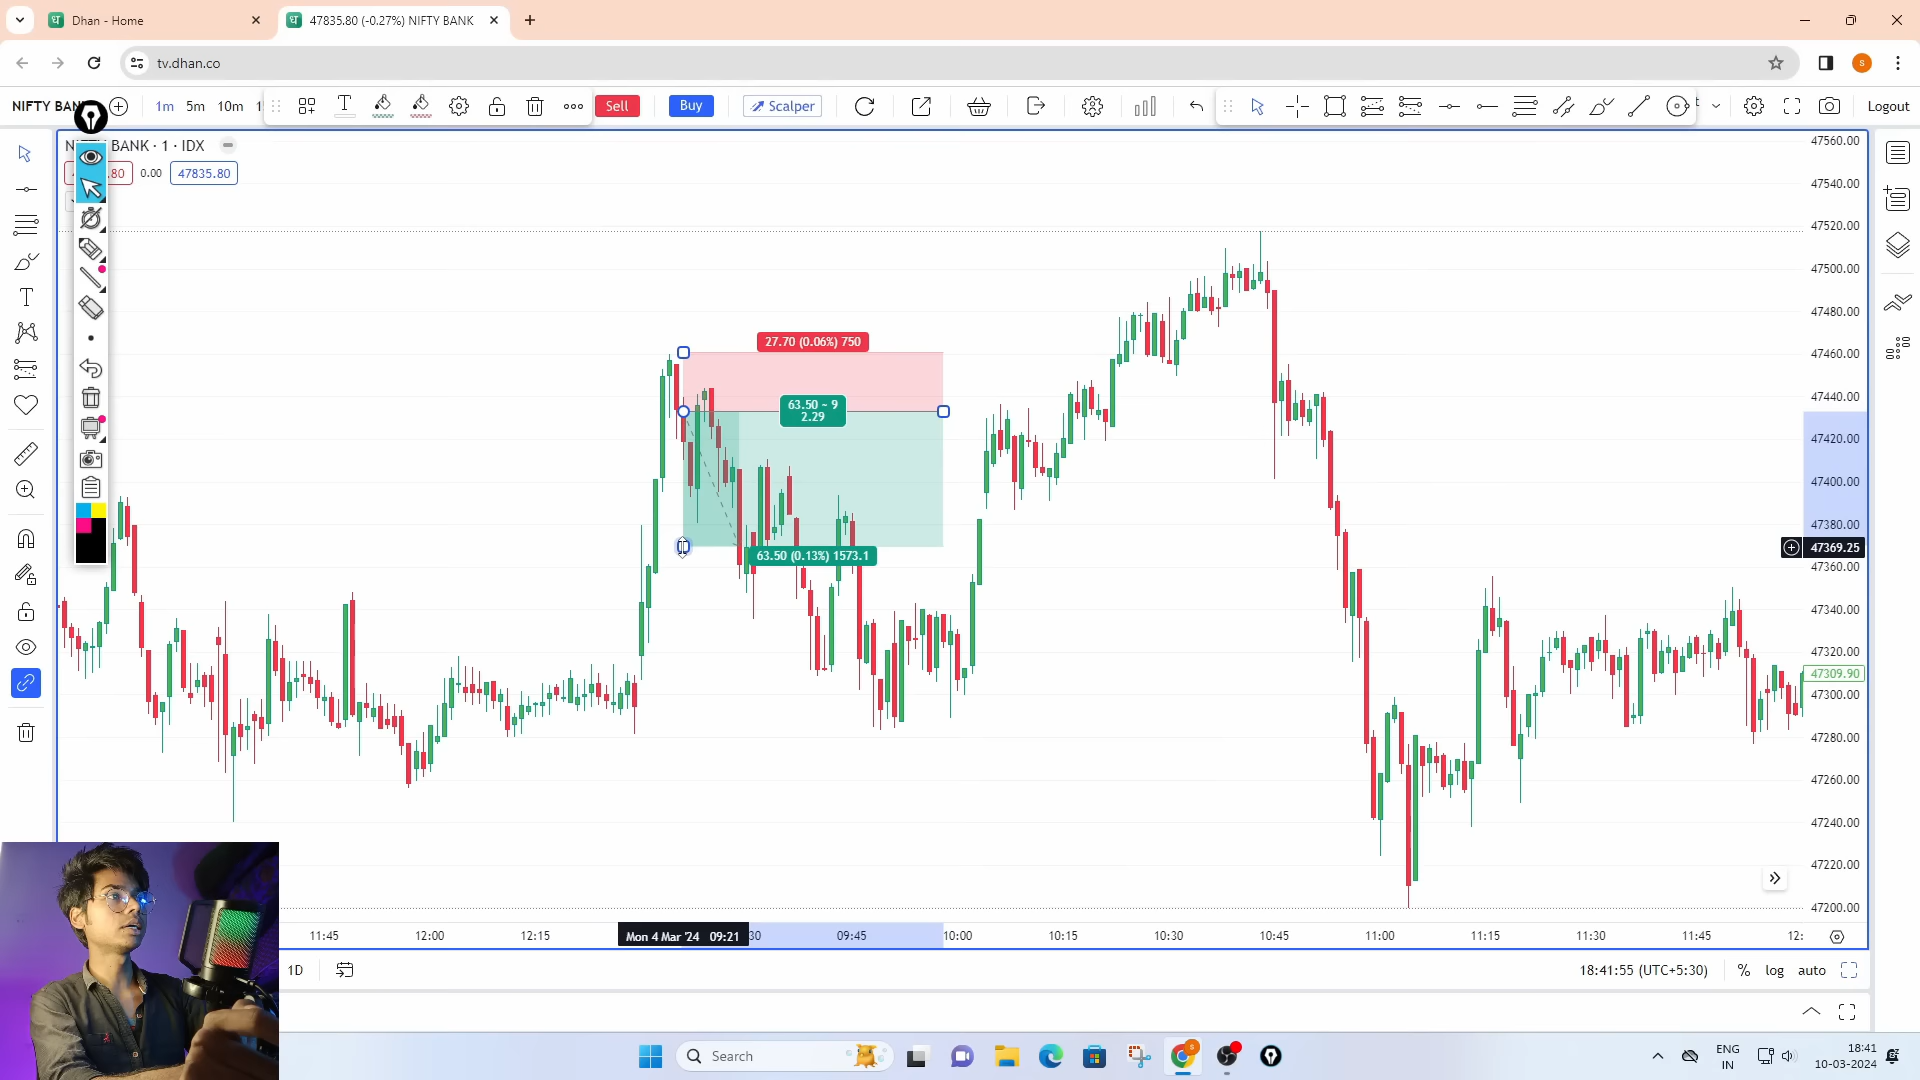 Dhan - Home
47835.80 (-0.27%) NIFTY BANK
tv.dhan.co
S
1m 5m 10m
Sell
Buy
Scalper
Logout
BANK · 1 · IDX
.80 0.00 47835.80
47560.00
47540.00
47520.00
47500.00
47480.00
47460.00
47440.00
47420.00
47400.00
47380.00
47369.25
47360.00
47340.00
47320.00
47309.90
47300.00
47280.00
47260.00
47240.00
47220.00
47200.00
27.70 (0.06%) 750
63.50 ~ 9
2.29
63.50 (0.13%) 1573.1
11:45 12:00 12:15 Mon 4 Mar '24 09:21 30 09:45 10:00 10:15 10:30 10:45 11:00 11:15 11:30 11:45 12:
1D
18:41:55 (UTC+5:30) % log auto
Search
ENG
IN
18:41
10-03-2024